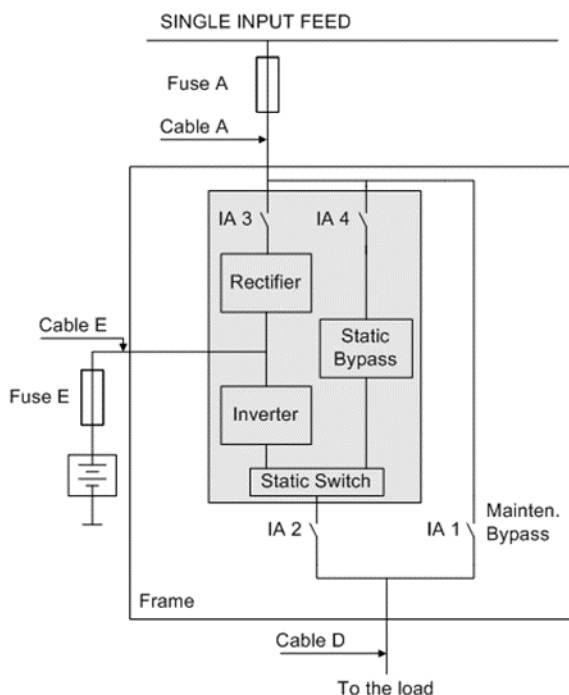 SINGLE INPUT FEED
Fuse A
Cable A
IA 3
IA 4
Rectifier
Cable E
Static
Bypass
Fuse E
Inverter
Static Switch
IA 2
IA 1
Mainten.
Bypass
Frame
Cable D
To the load